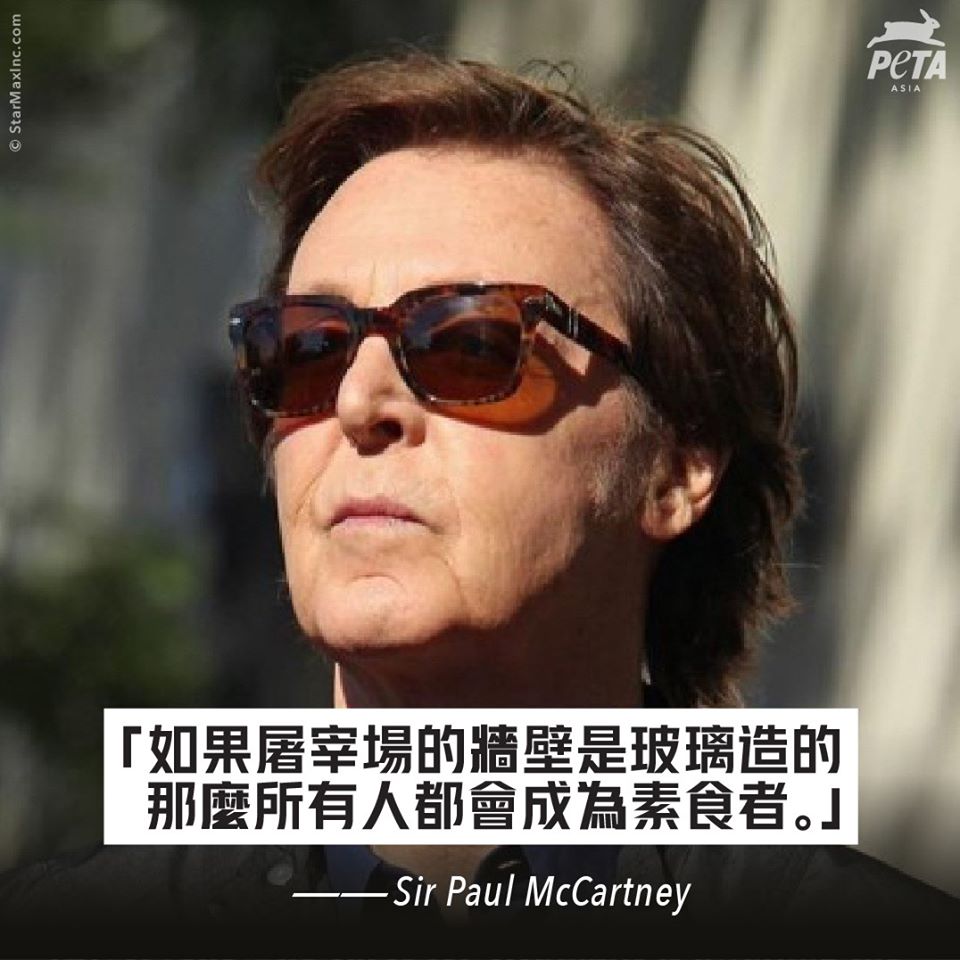 © StarMaxInc.com
PETA
ASIA
「如果屠宰場的牆壁是玻璃造的
那麼所有人都會成為素食者。」
——Sir Paul McCartney